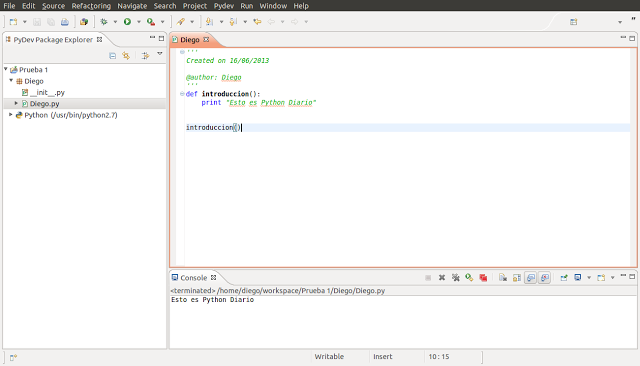 File Edit Source Refactoring Navigate Search Project Pydev Run Window Help
PyDev Package Explorer
Prueba 1
Diego
__init__.py
Diego.py
Python (/usr/bin/python2.7)
Diego
'''
Created on 16/06/2013
@author: Diego
'''
def introduccion():
print "Esto es Python Diario"
introduccion()
Console
<terminated> /home/diego/workspace/Prueba 1/Diego/Diego.py
Esto es Python Diario
Writable Insert 10 : 15